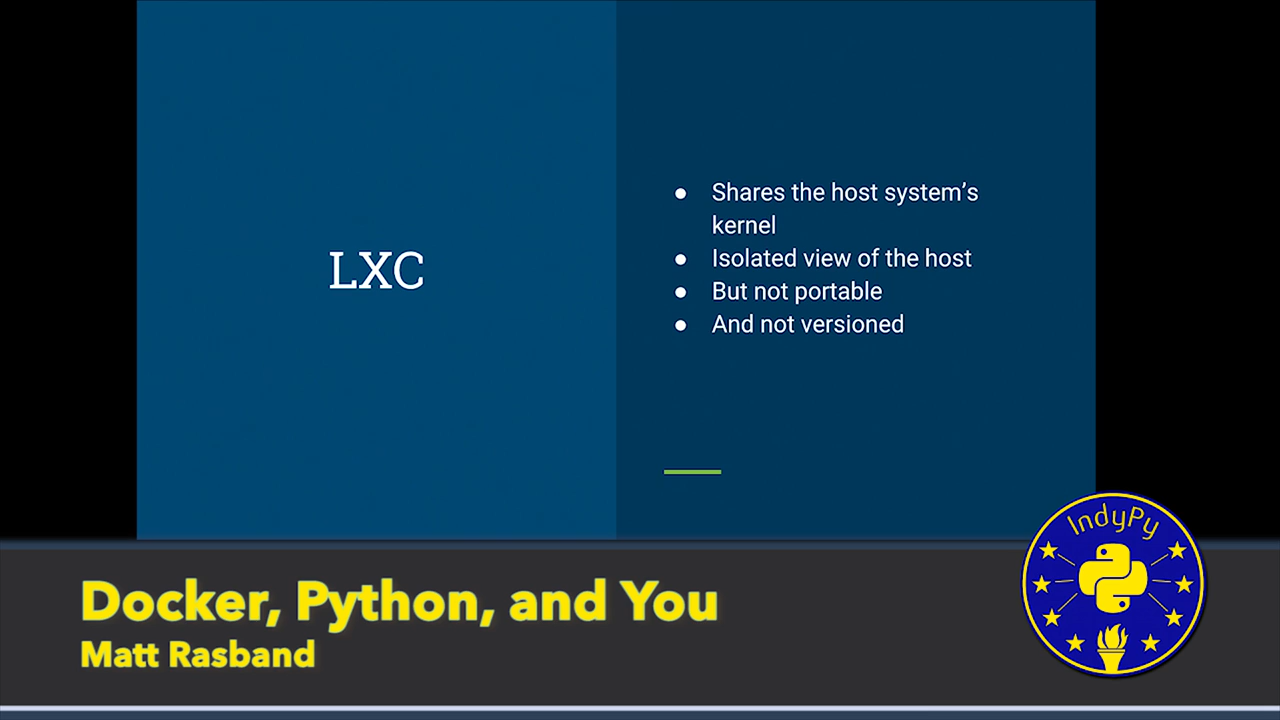 LXC
● Shares the host system’s
kernel
● Isolated view of the host
● But not portable
● And not versioned
IndyPy
Docker, Python, and You
Matt Rasband